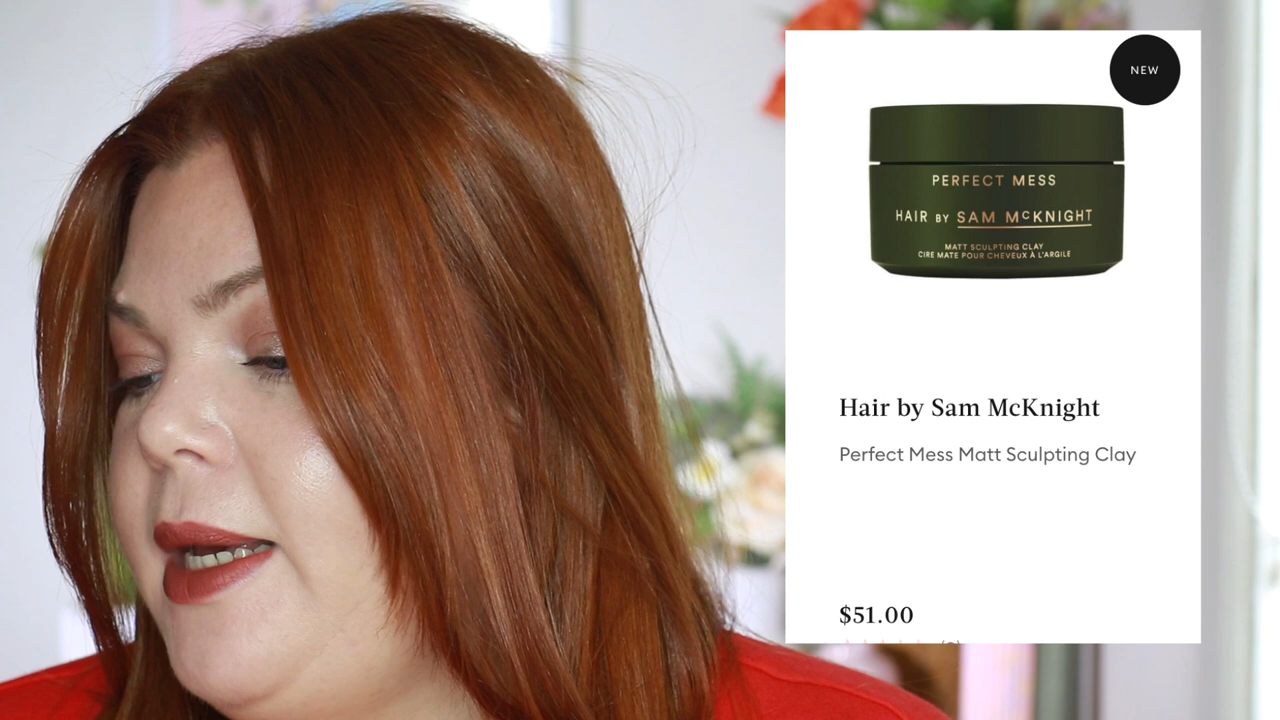 NEW
PERFECT MESS
HAIR BY SAM McKNIGHT
MATT SCULPTING CLAY
CIRE MATE POUR CHEVEUX À L'ARGILE
Hair by Sam McKnight
Perfect Mess Matt Sculpting Clay
$51.00